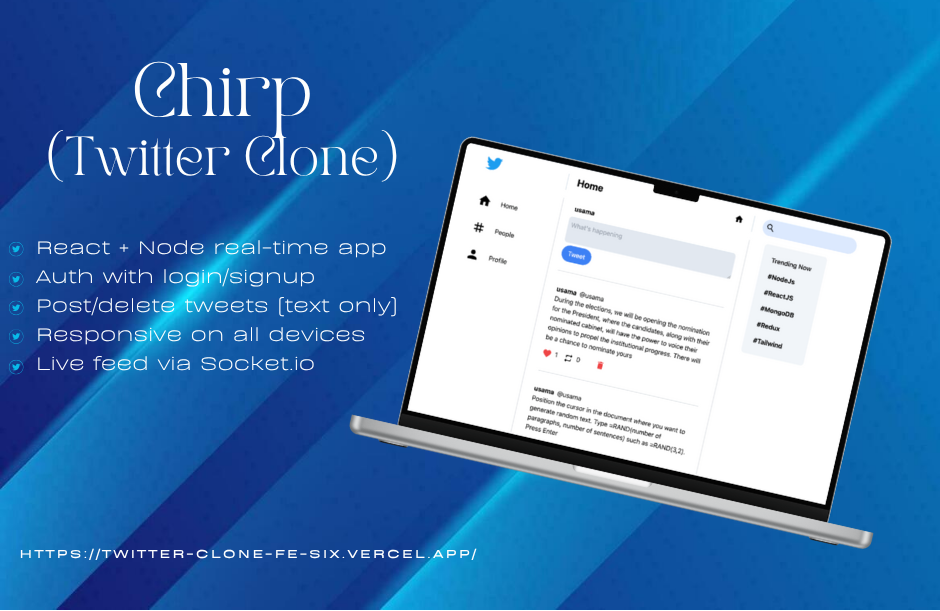 Chirp
(Twitter Clone)
React + Node real-time app
Auth with login/signup
Post/delete tweets (text only)
Responsive on all devices
Live feed via Socket.io
HTTPS://TWITTER-CLONE-FE-SIX.VERCEL.APP/
Home
People
Profile
Home
usama
What's happening
Tweet
usama @usama
During the elections, we will be opening the nomination
for the President, where the candidates, along with their
nominated cabinet, will have the power to voice their
opinions to propel the institutional progress. There will
be a chance to nominate yours
1 0
usama @usama
Position the cursor in the document where you want to
generate random text. Type =RAND(number of
paragraphs, number of sentences) such as =RAND(3,2).
Press Enter
Trending Now
#NodeJs
#ReactJS
#MongoDB
#Redux
#Tailwind